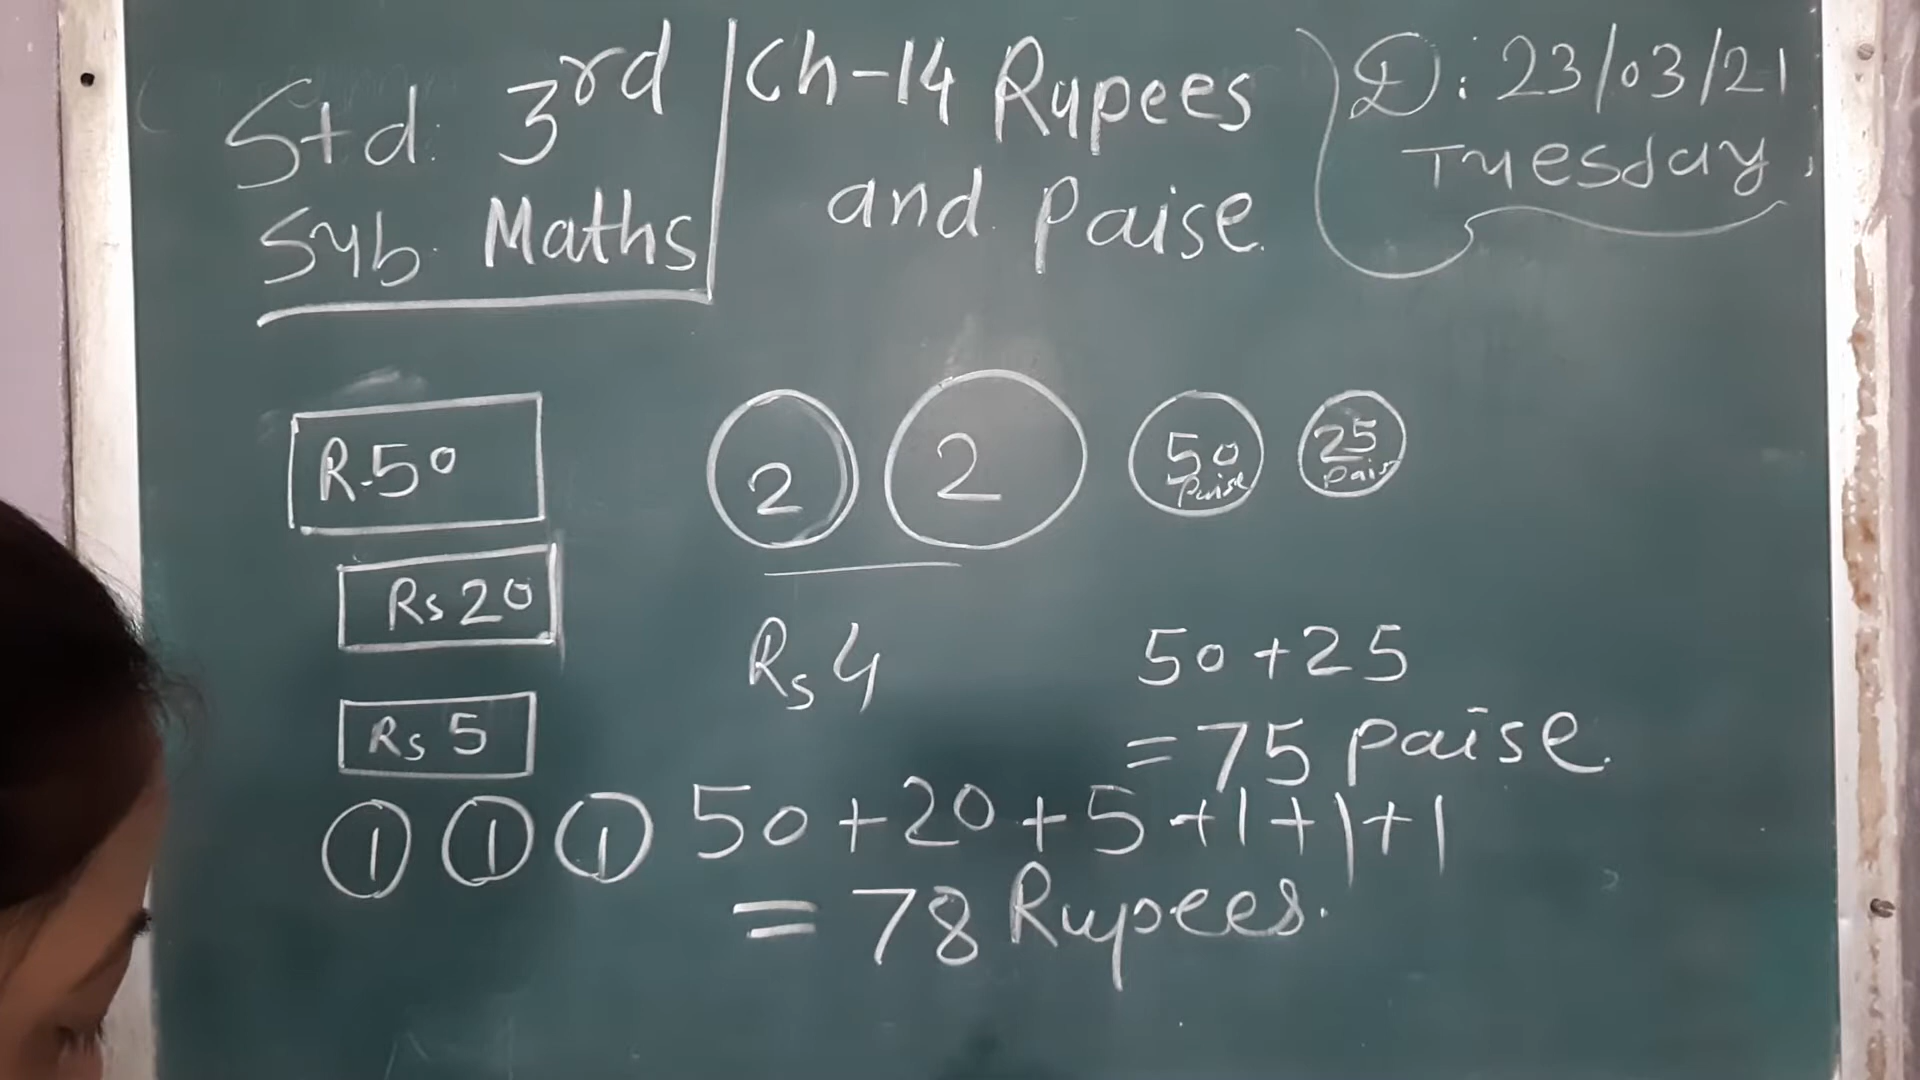 Std. 3rd
Sub. Maths
Ch-14 Rupees
and Paise.
D: 23/03/21
Tuesday.
R.50
Rs 20
Rs 5
1 1 1
2 2
50 Paise
25 Pais
Rs 4
50+25
=75 paise.
50+20+5+1+1+1
= 78 Rupees.